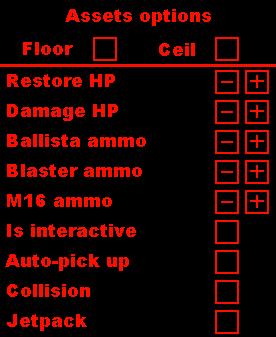 Assets options
Floor Ceil
Restore HP - +
Damage HP - +
Ballista ammo - +
Blaster ammo - +
M16 ammo - +
Is interactive
Auto-pick up
Collision
Jetpack